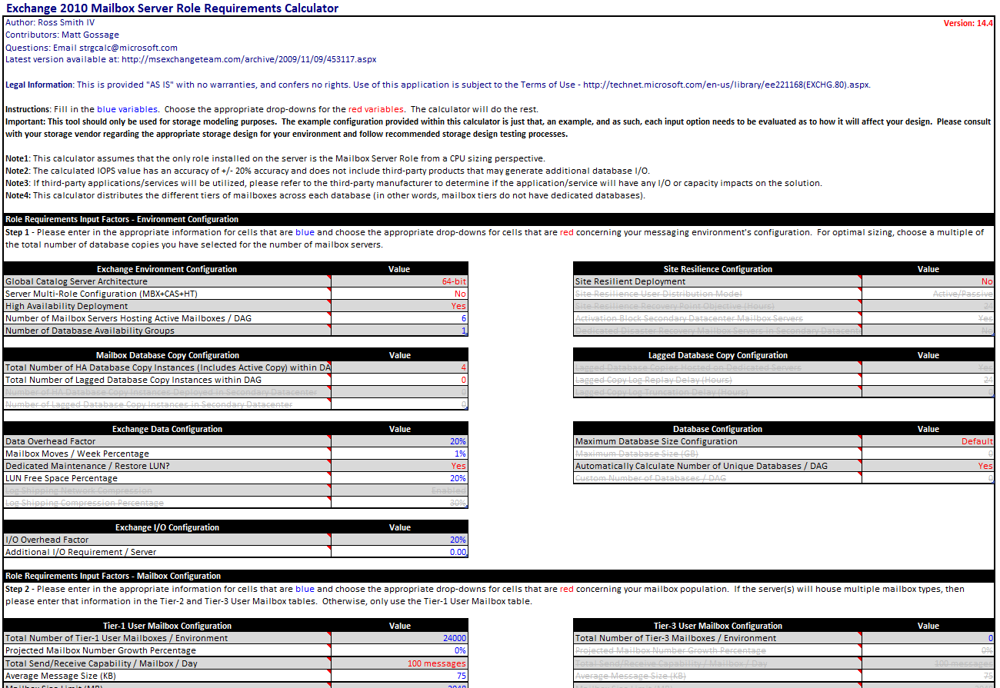 Exchange 2010 Mailbox Server Role Requirements Calculator
Author: Ross Smith IV
Version: 14.4
Contributors: Matt Gossage
Questions: Email strgcalc@microsoft.com
Latest version available at: http://msexchangeteam.com/archive/2009/11/09/453117.aspx
Legal Information: This is provided "AS IS" with no warranties, and confers no rights. Use of this application is subject to the Terms of Use - http://technet.microsoft.com/en-us/library/ee221168(EXCHG.80).aspx.
Instructions: Fill in the blue variables. Choose the appropriate drop-downs for the red variables. The calculator will do the rest.
Important: This tool should only be used for storage modeling purposes. The example configuration provided within this calculator is just that, an example, and as such, each input option needs to be evaluated as to how it will affect your design. Please consult
with your storage vendor regarding the appropriate storage design for your environment and follow recommended storage design testing processes.
Note1: This calculator assumes that the only role installed on the server is the Mailbox Server Role from a CPU sizing perspective.
Note2: The calculated IOPS value has an accuracy of +/- 20% accuracy and does not include third-party products that may generate additional database I/O.
Note3: If third-party applications/services will be utilized, please refer to the third-party manufacturer to determine if the application/service will have any I/O or capacity impacts on the solution.
Note4: This calculator distributes the different tiers of mailboxes across each database (in other words, mailbox tiers do not have dedicated databases).
Role Requirements Input Factors - Environment Configuration
Step 1 - Please enter in the appropriate information for cells that are blue and choose the appropriate drop-downs for cells that are red concerning your messaging environment's configuration. For optimal sizing, choose a multiple of
the total number of database copies you have selected for the number of mailbox servers.
Exchange Environment Configuration Value
Global Catalog Server Architecture 64-bit
Server Multi-Role Configuration (MBX+CAS+HT) No
High Availability Deployment Yes
Number of Mailbox Servers Hosting Active Mailboxes / DAG 6
Number of Database Availability Groups 1
Site Resilience Configuration Value
Site Resilient Deployment No
Site Resilience User Distribution Model Active/Passive
Site Resilience Recovery Point Objective (Hours) 24
Activation Block Secondary Datacenter Mailbox Servers Yes
Dedicated Disaster Recovery Mailbox Servers in Secondary Datacent No
Mailbox Database Copy Configuration Value
Total Number of HA Database Copy Instances (Includes Active Copy) within DA 4
Total Number of Lagged Database Copy Instances within DAG 0
Number of HA Database Copy Instances Deployed in Secondary Datacenter 0
Number of Lagged Database Copy Instances in Secondary Datacenter 0
Lagged Database Copy Configuration Value
Lagged Database Copies Hosted on Dedicated Servers Yes
Lagged Copy Log Replay Delay (Hours) 24
Lagged Copy Log Truncation Delay (Hours) 0
Exchange Data Configuration Value
Data Overhead Factor 20%
Mailbox Moves / Week Percentage 1%
Dedicated Maintenance / Restore LUN? Yes
LUN Free Space Percentage 20%
Log Shipping Network Compression Enabled
Log Shipping Compression Percentage 30%
Database Configuration Value
Maximum Database Size Configuration Default
Maximum Database Size (GB) 0
Automatically Calculate Number of Unique Databases / DAG Yes
Custom Number of Databases / DAG 0
Exchange I/O Configuration Value
I/O Overhead Factor 20%
Additional I/O Requirement / Server 0.00
Role Requirements Input Factors - Mailbox Configuration
Step 2 - Please enter in the appropriate information for cells that are blue and choose the appropriate drop-downs for cells that are red concerning your mailbox population. If the server(s) will house multiple mailbox types, then
please enter that information in the Tier-2 and Tier-3 User Mailbox tables. Otherwise, only use the Tier-1 User Mailbox table.
Tier-1 User Mailbox Configuration Value
Total Number of Tier-1 User Mailboxes / Environment 24000
Projected Mailbox Number Growth Percentage 0%
Total Send/Receive Capability / Mailbox / Day 100 messages
Average Message Size (KB) 75
Mailbox Size Limit (MB) 2048
Tier-3 User Mailbox Configuration Value
Total Number of Tier-3 Mailboxes / Environment 0
Projected Mailbox Number Growth Percentage 0%
Total Send/Receive Capability / Mailbox / Day 100 messages
Average Message Size (KB) 75